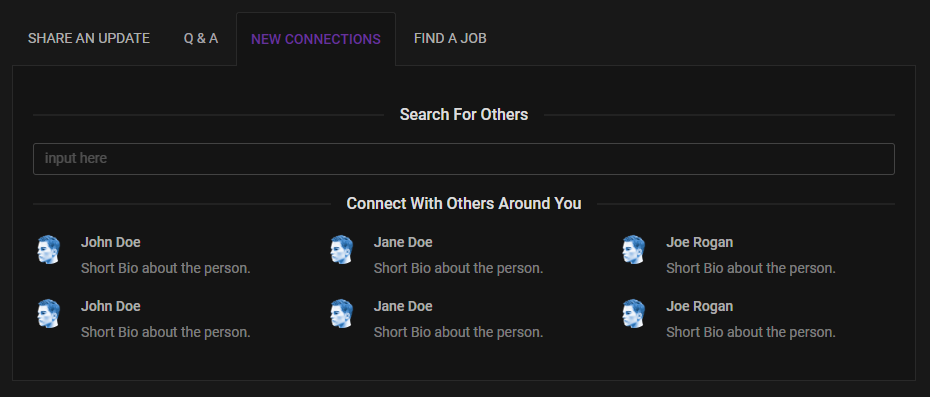 SHARE AN UPDATE Q & A NEW CONNECTIONS FIND A JOB
Search For Others
input here
Connect With Others Around You
John Doe Jane Doe Joe Rogan
Short Bio about the person. Short Bio about the person. Short Bio about the person.
John Doe Jane Doe Joe Rogan
Short Bio about the person. Short Bio about the person. Short Bio about the person.